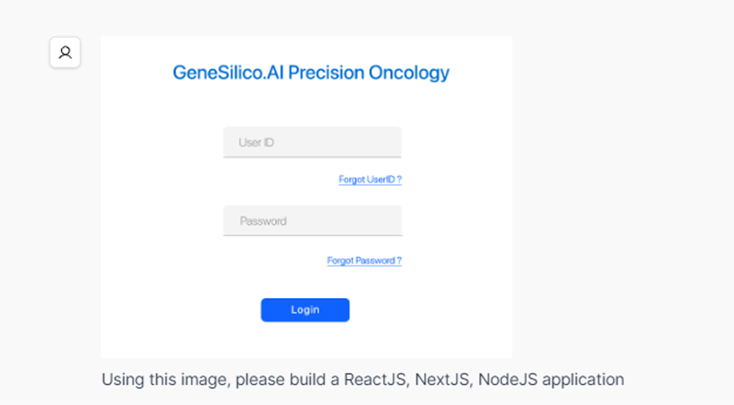 GeneSilico.AI Precision Oncology
User ID
Forgot UserID ?
Password
Forgot Password ?
Login
Using this image, please build a ReactJS, NextJS, NodeJS application